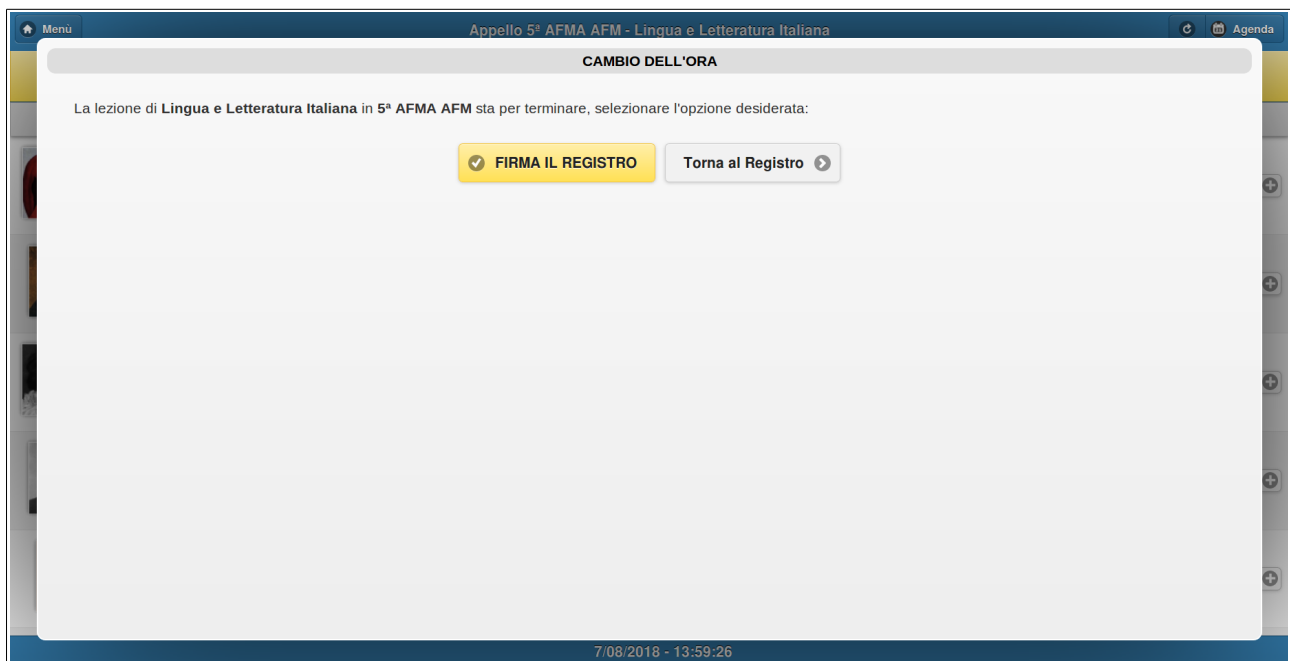 Menù
Appello 5ª AFMA AFM - Lingua e Letteratura Italiana
Agenda
CAMBIO DELL'ORA
La lezione di Lingua e Letteratura Italiana in 5ª AFMA AFM sta per terminare, selezionare l'opzione desiderata:
FIRMA IL REGISTRO
Torna al Registro
7/08/2018 - 13:59:26